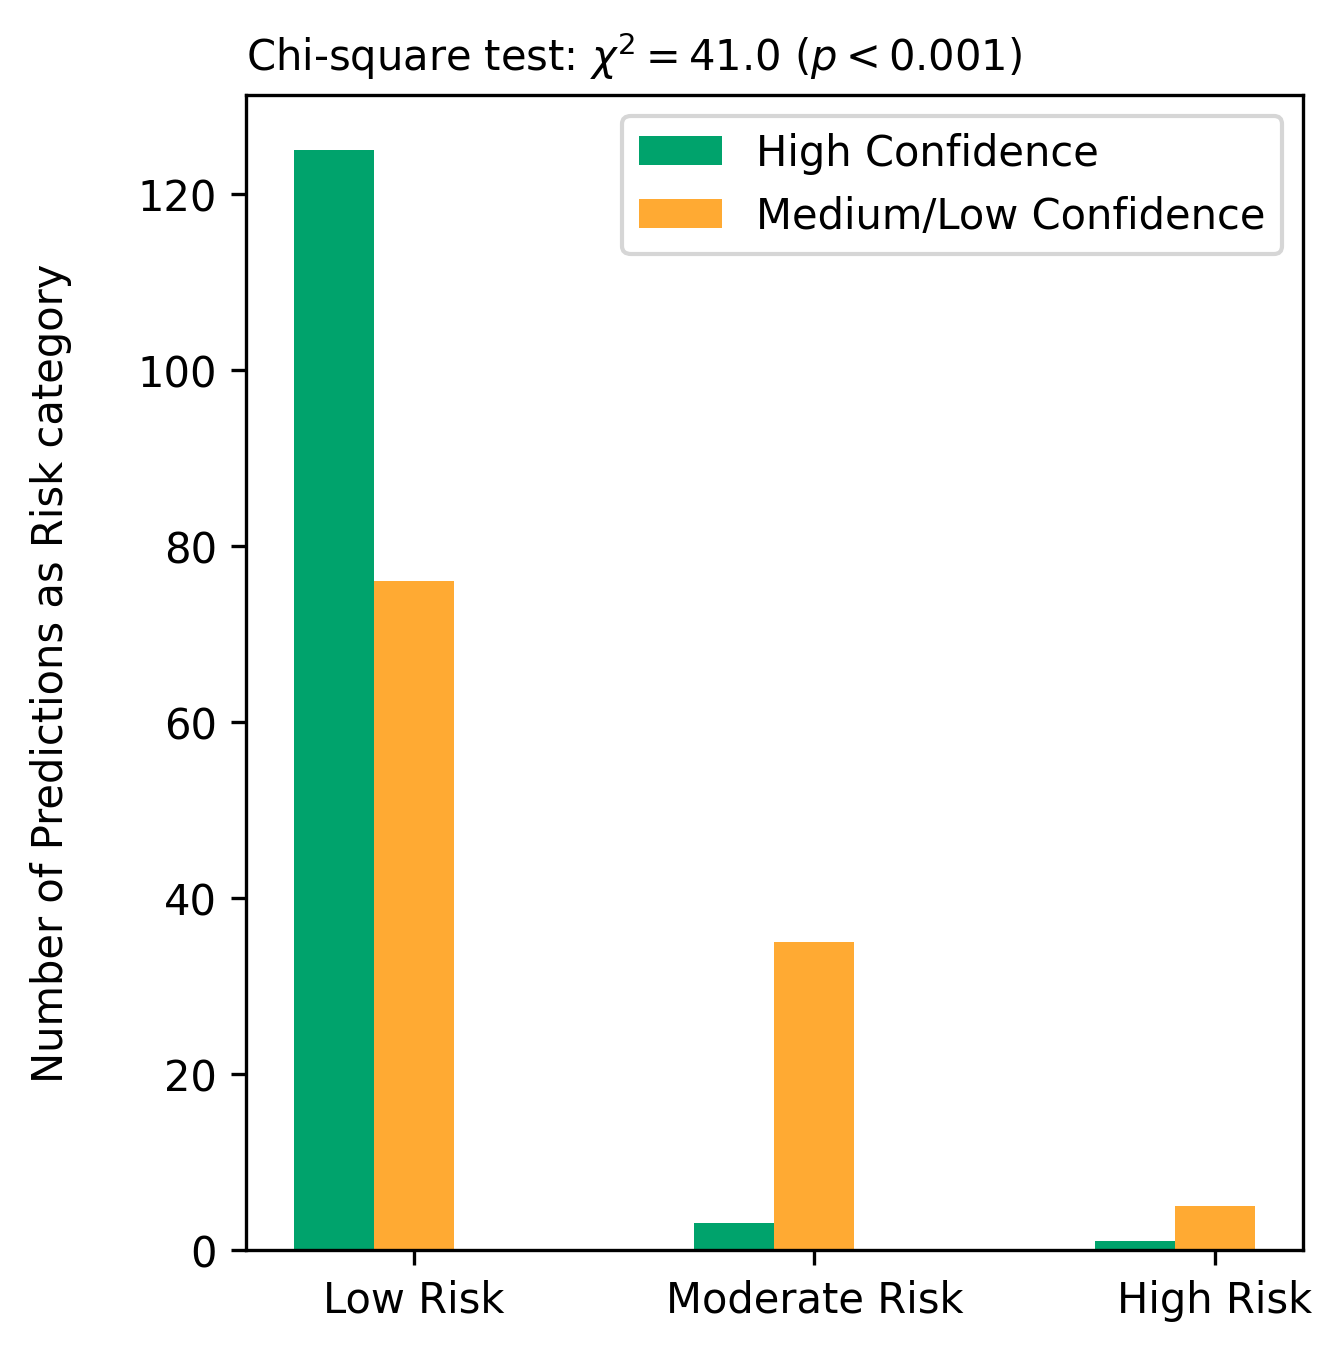 Chi-square test: χ² = 41.0 (p < 0.001)
High Confidence
Medium/Low Confidence
Number of Predictions as Risk category
120
100
80
60
40
20
0
Low Risk
Moderate Risk
High Risk